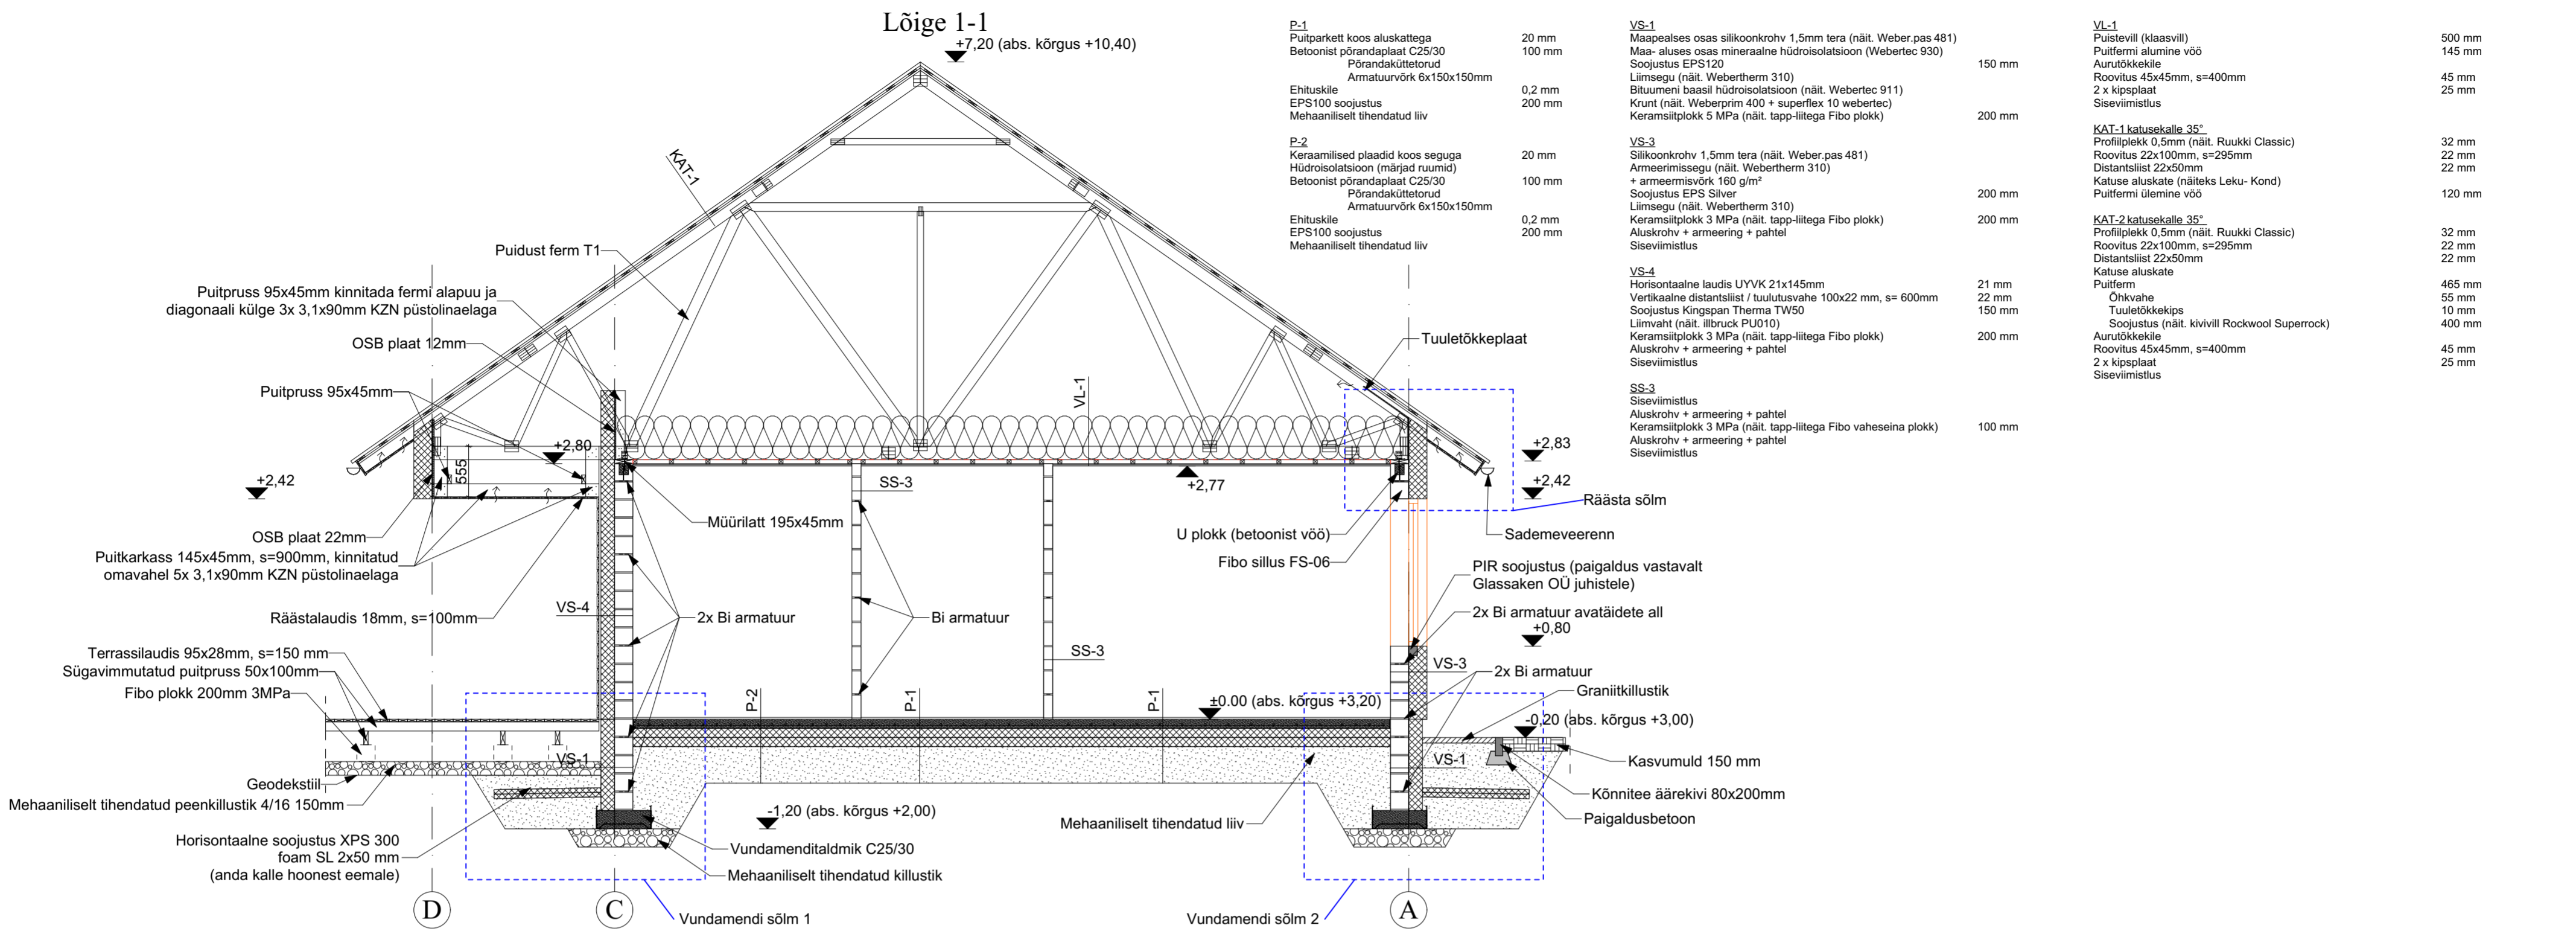 Lõige 1-1
+7,20 (abs. kõrgus +10,40)
KAT-1
Puidust ferm T1
Puitpruss 95x45mm kinnitada fermi alapuu ja
diagonaali külge 3x 3,1x90mm KZN püstolinaelaga
OSB plaat 12mm
Puitpruss 95x45mm
+2,80
555
+2,42
OSB plaat 22mm
Puitkarkass 145x45mm, s=900mm, kinnitatud
omavahel 5x 3,1x90mm KZN püstolinaelaga
Räästalaudis 18mm, s=100mm
VS-4
Terrassilaudis 95x28mm, s=150 mm
Sügavimmutatud puitpruss 50x100mm
Fibo plokk 200mm 3MPa
VS-1
Geodekstiil
Mehaaniliselt tihendatud peenkillustik 4/16 150mm
Horisontaalne soojustus XPS 300
foam SL 2x50 mm
(anda kalle hoonest eemale)
D
C
A
VL-1
SS-3
+2,77
Müürilatt 195x45mm
2x Bi armatuur
Bi armatuur
SS-3
P-2
P-1
P-1
±0.00 (abs. kõrgus +3,20)
-1,20 (abs. kõrgus +2,00)
Mehaaniliselt tihendatud liiv
Vundamenditaldmik C25/30
Mehaaniliselt tihendatud killustik
Vundamendi sõlm 1
Vundamendi sõlm 2
Tuuletõkkeplaat
+2,83
+2,42
Räästa sõlm
U plokk (betoonist vöö)
Sademeveerenn
Fibo sillus FS-06
PIR soojustus (paigaldus vastavalt
Glassaken OÜ juhistele)
2x Bi armatuur avatäidete all
+0,80
VS-3
2x Bi armatuur
Graniitkillustik
-0,20 (abs. kõrgus +3,00)
VS-1
Kasvumuld 150 mm
Kõnnitee äärekivi 80x200mm
Paigaldusbetoon
P-1
Puitparkett koos aluskattega 20 mm
Betoonist põrandaplaat C25/30 100 mm
Põrandaküttetorud
Armatuurvõrk 6x150x150mm
Ehituskile 0,2 mm
EPS100 soojustus 200 mm
Mehaaniliselt tihendatud liiv
P-2
Keraamilised plaadid koos seguga 20 mm
Hüdroisolatsioon (märjad ruumid)
Betoonist põrandaplaat C25/30 100 mm
Põrandaküttetorud
Armatuurvõrk 6x150x150mm
Ehituskile 0,2 mm
EPS100 soojustus 200 mm
Mehaaniliselt tihendatud liiv
VS-1
Maapealses osas silikoonkrohv 1,5mm tera (näit. Weber.pas 481)
Maa- aluses osas mineraalne hüdroisolatsioon (Webertec 930)
Soojustus EPS120 150 mm
Liimsegu (näit. Webertherm 310)
Bituumeni baasil hüdroisolatsioon (näit. Webertec 911)
Krunt (näit. Weberprim 400 + superflex 10 webertec)
Keramsiitplokk 5 MPa (näit. tapp-liitega Fibo plokk) 200 mm
VS-3
Silikoonkrohv 1,5mm tera (näit. Weber.pas 481)
Armeerimissegu (näit. Webertherm 310)
+ armeermisvõrk 160 g/m²
Soojustus EPS Silver 200 mm
Liimsegu (näit. Webertherm 310)
Keramsiitplokk 3 MPa (näit. tapp-liitega Fibo plokk) 200 mm
Aluskrohv + armeering + pahtel
Siseviimistlus
VS-4
Horisontaalne laudis UYVK 21x145mm 21 mm
Vertikaalne distantsliist / tuulutusvahe 100x22 mm, s= 600mm 22 mm
Soojustus Kingspan Therma TW50 150 mm
Liimvaht (näit. illbruck PU010)
Keramsiitplokk 3 MPa (näit. tapp-liitega Fibo plokk) 200 mm
Aluskrohv + armeering + pahtel
Siseviimistlus
SS-3
Siseviimistlus
Aluskrohv + armeering + pahtel
Keramsiitplokk 3 MPa (näit. tapp-liitega Fibo vaheseina plokk) 100 mm
Aluskrohv + armeering + pahtel
Siseviimistlus
VL-1
Puistevill (klaasvill) 500 mm
Puitfermi alumine vöö 145 mm
Aurutõkkekile
Roovitus 45x45mm, s=400mm 45 mm
2 x kipsplaat 25 mm
Siseviimistlus
KAT-1 katusekalle 35°
Profiilplekk 0,5mm (näit. Ruukki Classic) 32 mm
Roovitus 22x100mm, s=295mm 22 mm
Distantsliist 22x50mm 22 mm
Katuse aluskate (näiteks Leku- Kond)
Puitfermi ülemine vöö 120 mm
KAT-2 katusekalle 35°
Profiilplekk 0,5mm (näit. Ruukki Classic) 32 mm
Roovitus 22x100mm, s=295mm 22 mm
Distantsliist 22x50mm 22 mm
Katuse aluskate
Puitferm 465 mm
Õhkvahe 55 mm
Tuuletõkkekips 10 mm
Soojustus (näit. kivivill Rockwool Superrock) 400 mm
Aurutõkkekile
Roovitus 45x45mm, s=400mm 45 mm
2 x kipsplaat 25 mm
Siseviimistlus